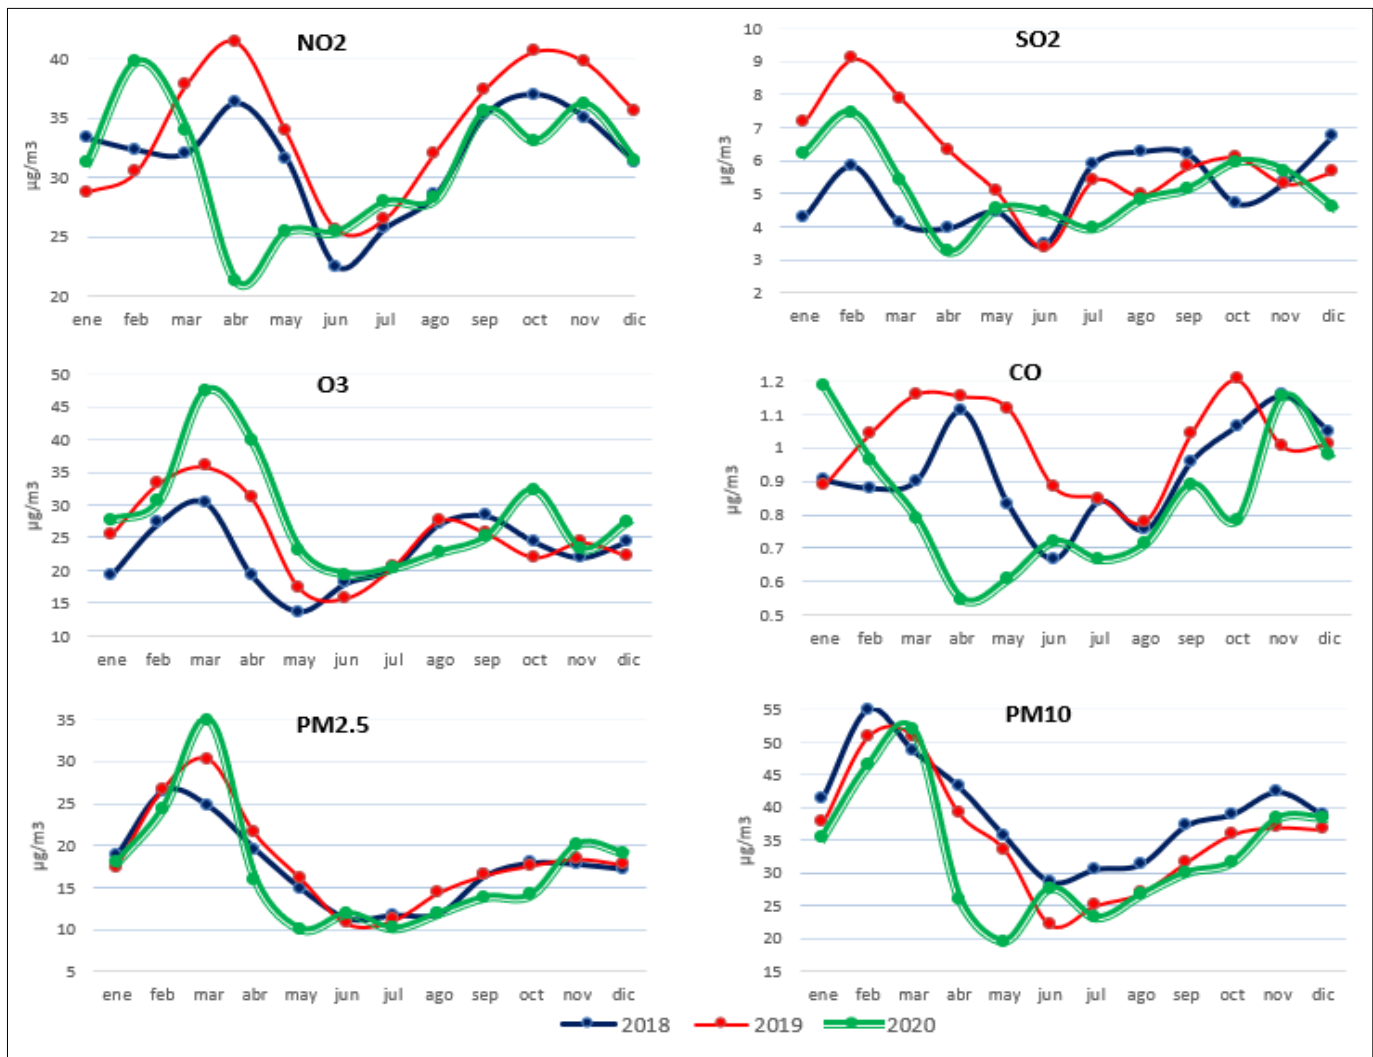 NO2
µg/m3
40
35
30
25
20
ene feb mar abr may jun jul ago sep oct nov dic
SO2
µg/m3
10
9
8
7
6
5
4
3
2
ene feb mar abr may jun jul ago sep oct nov dic
O3
µg/m3
50
45
40
35
30
25
20
15
10
ene feb mar abr may jun jul ago sep oct nov dic
CO
µg/m3
1.2
1.1
1
0.9
0.8
0.7
0.6
0.5
ene feb mar abr may jun jul ago sep oct nov dic
PM2.5
µg/m3
35
30
25
20
15
10
5
ene feb mar abr may jun jul ago sep oct nov dic
PM10
µg/m3
55
50
45
40
35
30
25
20
15
ene feb mar abr may jun jul ago sep oct nov dic
2018 2019 2020